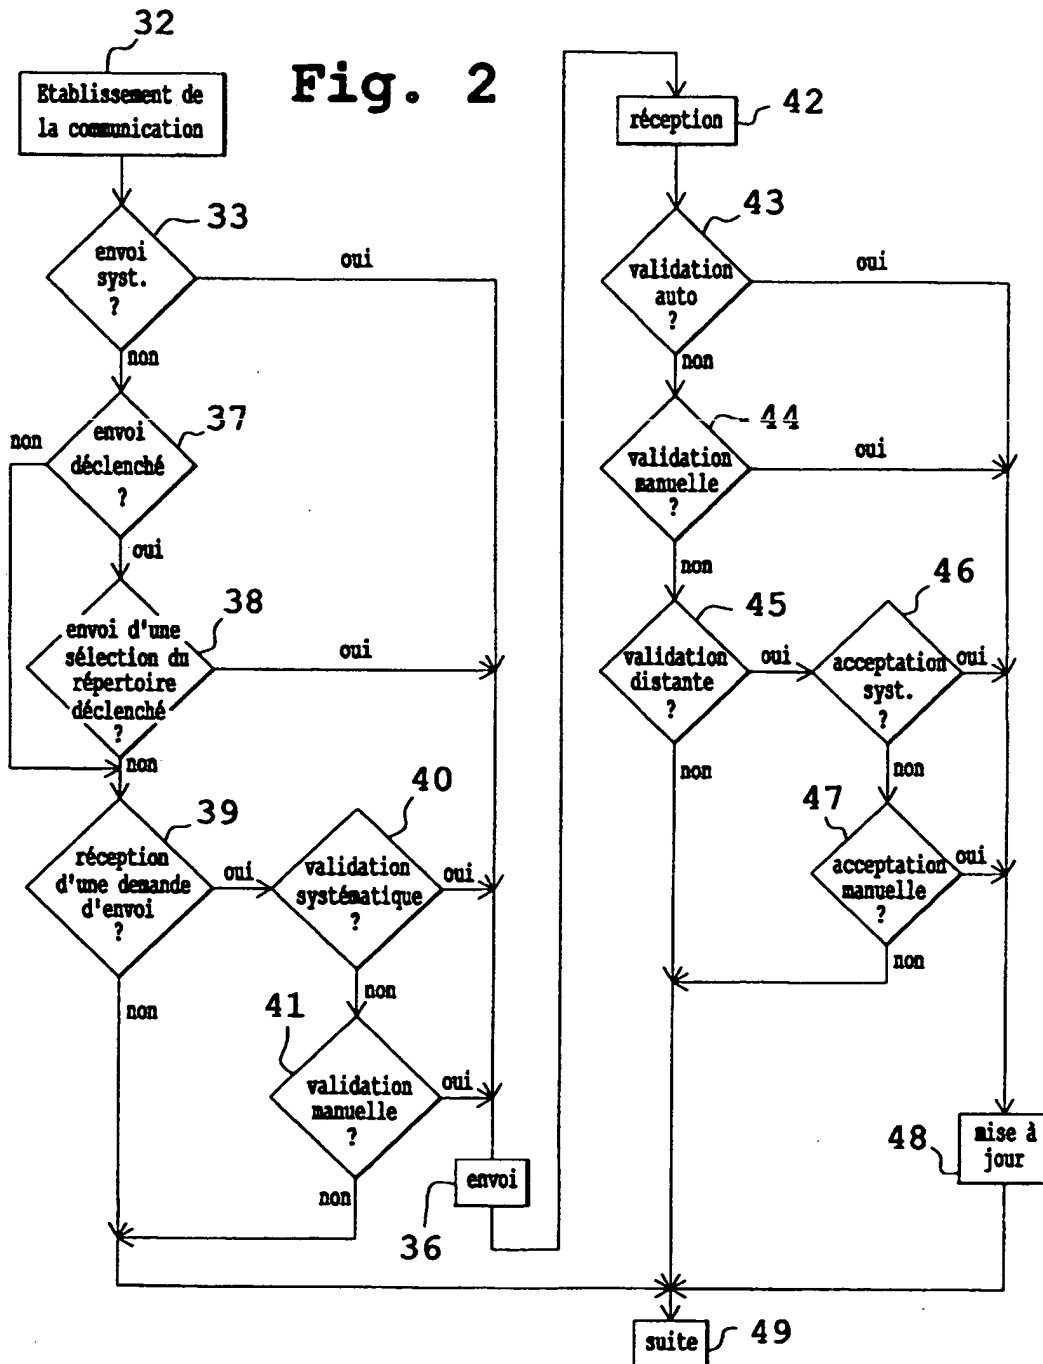 Fig. 2
32
Etablissement de
la communication
33
envoi
syst.
?
oui
non
37
envoi
déclenché
?
non
oui
38
envoi d'une
sélection du
répertoire
déclenché
?
oui
non
39
réception
d'une demande
d'envoi
?
oui
non
40
validation
systématique
?
oui
non
41
validation
manuelle
?
oui
non
envoi
36
42
réception
43
validation
auto
?
oui
non
44
validation
manuelle
?
oui
non
45
validation
distante
?
oui
non
46
acceptation
syst.
?
oui
non
47
acceptation
manuelle
?
oui
non
48
mise à
jour
suite
49